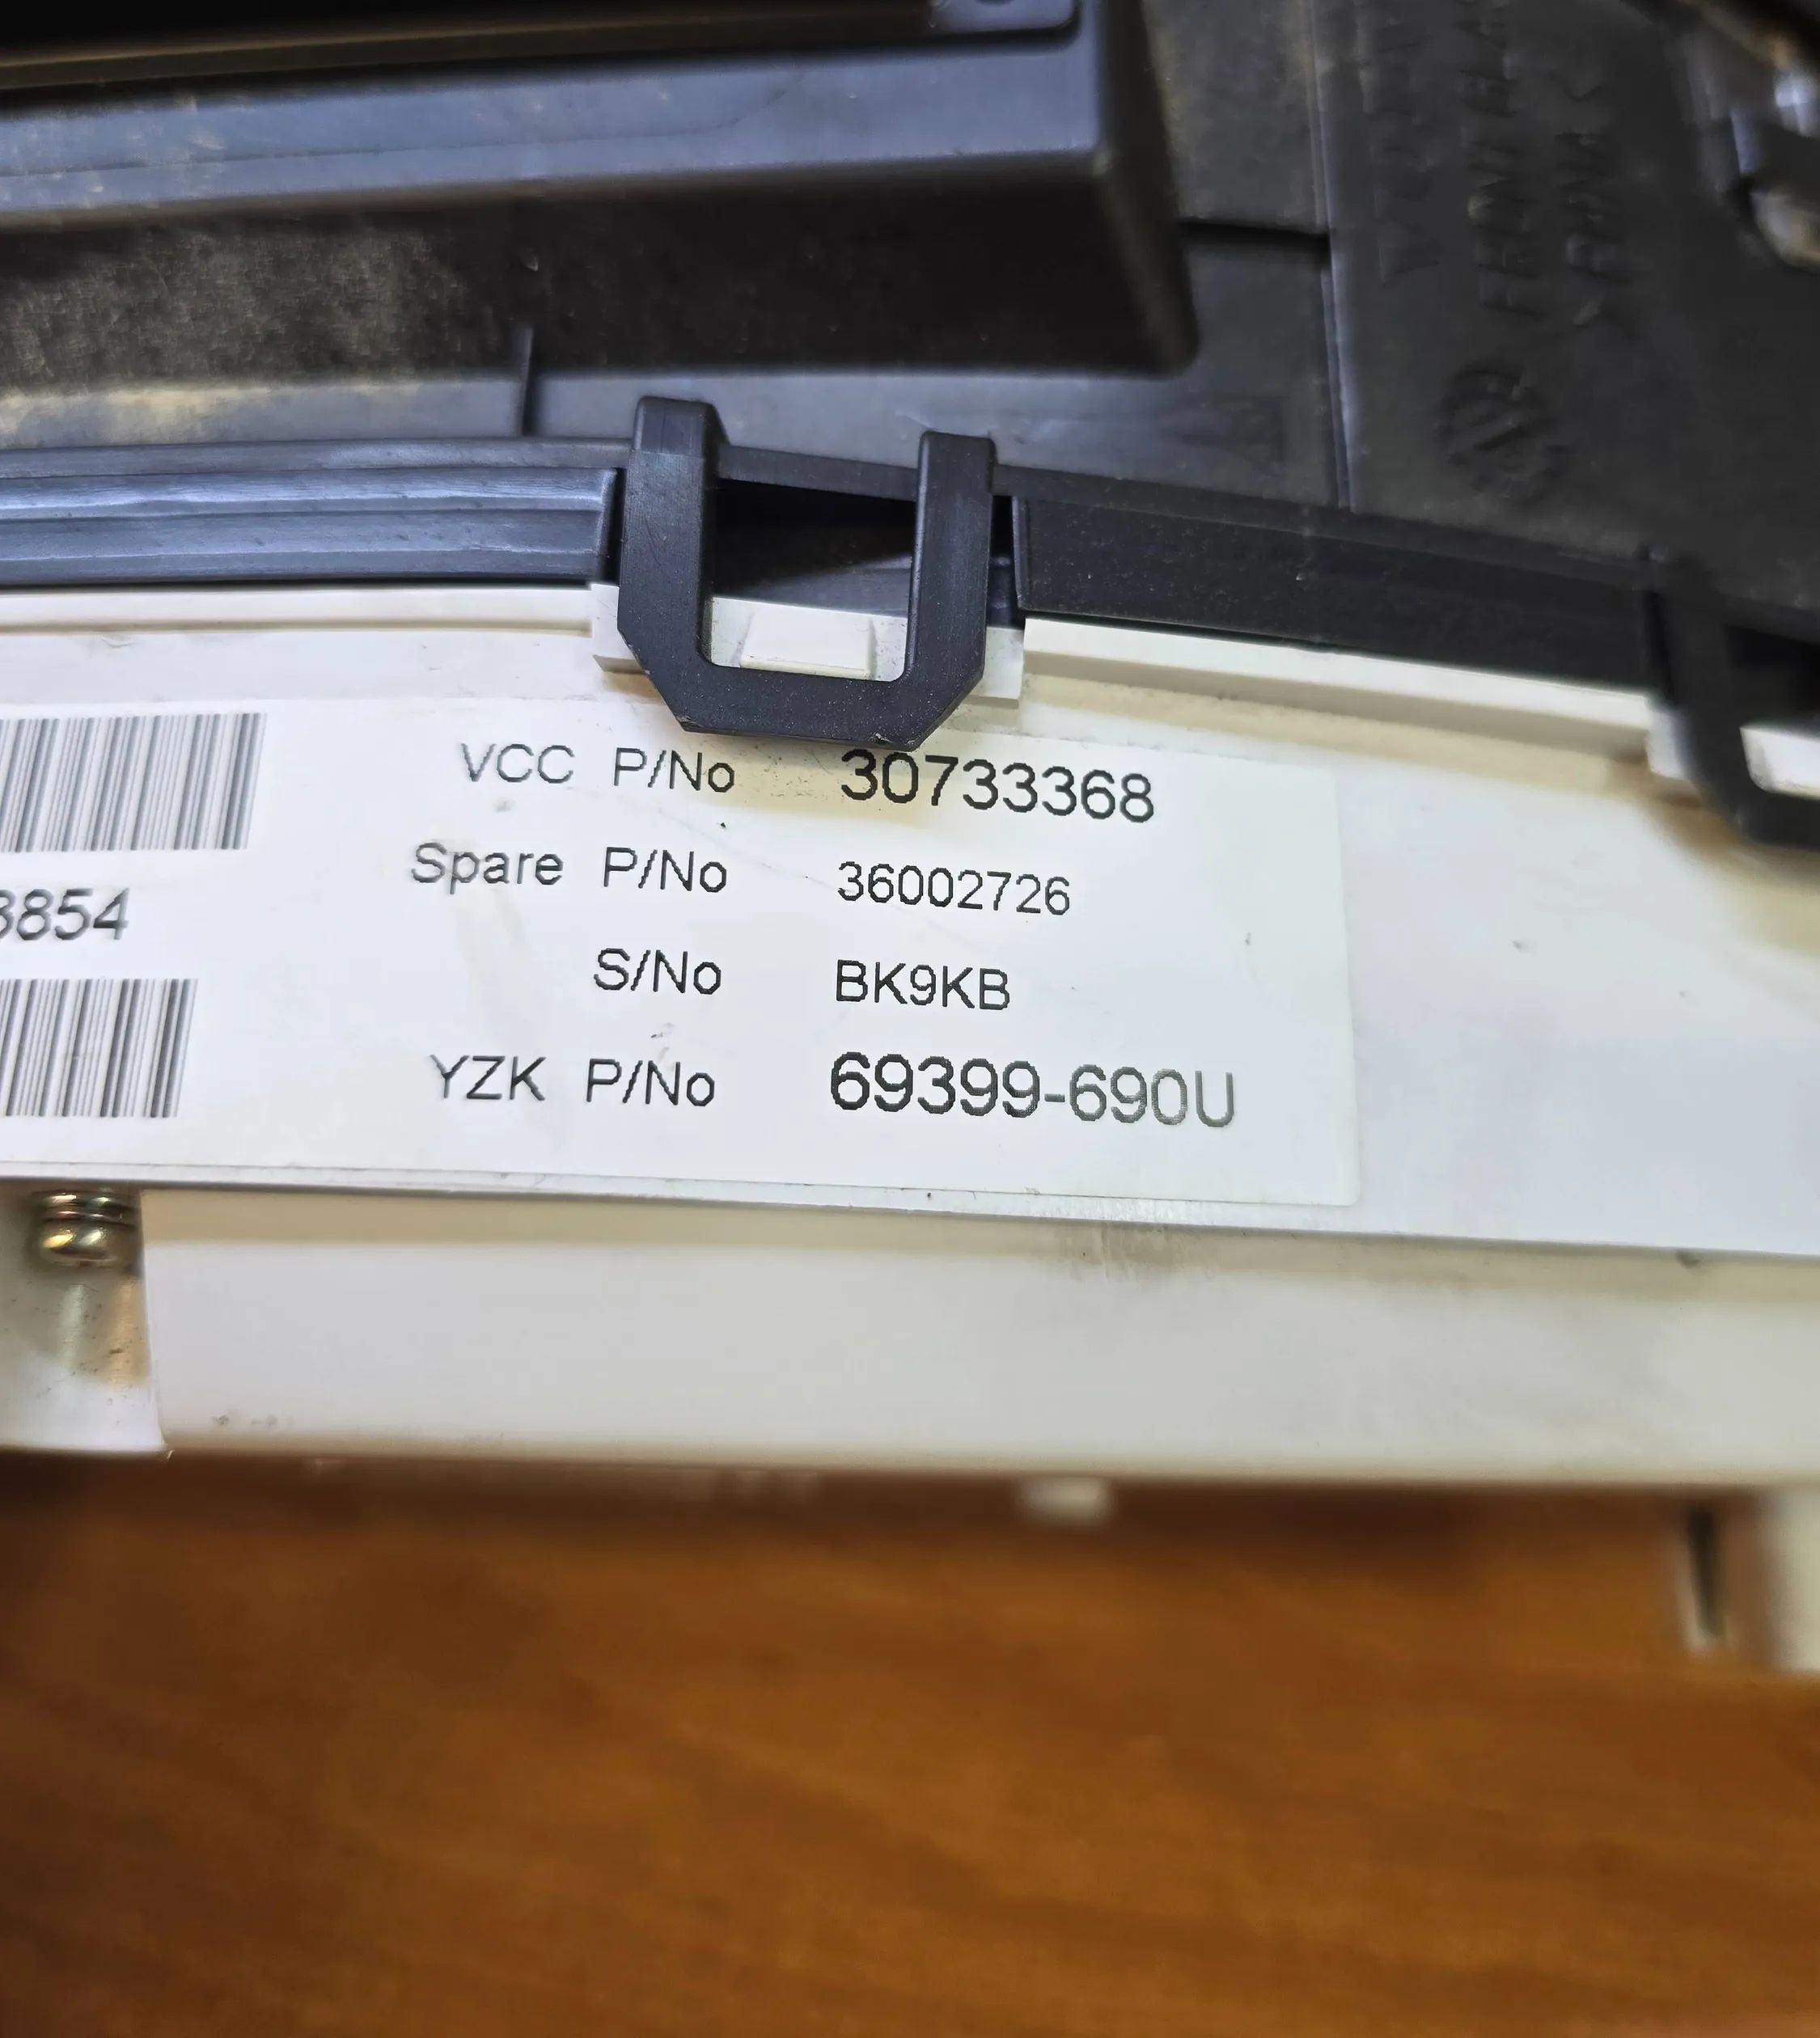 VCC P/No 30733368
Spare P/No 36002726
3854
S/No BK9KB
YZK P/No 69399-690U